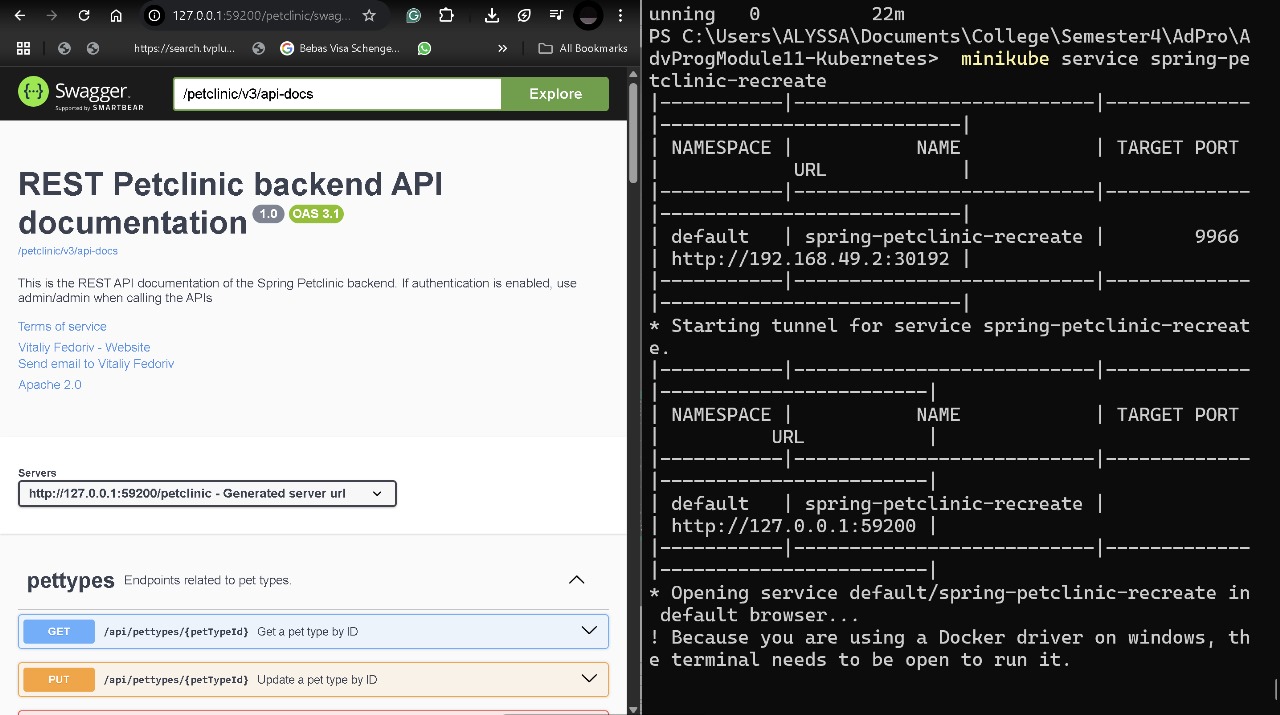 127.0.0.1:59200/petclinic/swag...
https://search.tvplu...
Bebas Visa Schenge...
»
All Bookmarks
Swagger.
Supported by SMARTBEAR
/petclinic/v3/api-docs
Explore
REST Petclinic backend API
documentation 1.0 OAS 3.1
/petclinic/v3/api-docs
This is the REST API documentation of the Spring Petclinic backend. If authentication is enabled, use
admin/admin when calling the APIs
Terms of service
Vitaliy Fedoriv - Website
Send email to Vitaliy Fedoriv
Apache 2.0
Servers
http://127.0.0.1:59200/petclinic - Generated server url
pettypes Endpoints related to pet types.
GET /api/pettypes/{petTypeId} Get a pet type by ID
PUT /api/pettypes/{petTypeId} Update a pet type by ID
unning   0          22m
PS C:\Users\ALYSSA\Documents\College\Semester4\AdPro\A
dvProgModule11-Kubernetes>  minikube service spring-pe
tclinic-recreate
|-----------|---------------------------|-------------
|---------------------------|
| NAMESPACE |           NAME            | TARGET PORT
|            URL            |
|-----------|---------------------------|-------------
|---------------------------|
| default   | spring-petclinic-recreate |        9966
| http://192.168.49.2:30192 |
|-----------|---------------------------|-------------
|---------------------------|
* Starting tunnel for service spring-petclinic-recreat
e.
|-----------|---------------------------|-------------
|------------------------|
| NAMESPACE |           NAME            | TARGET PORT
|          URL           |
|-----------|---------------------------|-------------
|------------------------|
| default   | spring-petclinic-recreate |
| http://127.0.0.1:59200 |
|-----------|---------------------------|-------------
|------------------------|
* Opening service default/spring-petclinic-recreate in
 default browser...
! Because you are using a Docker driver on windows, th
e terminal needs to be open to run it.